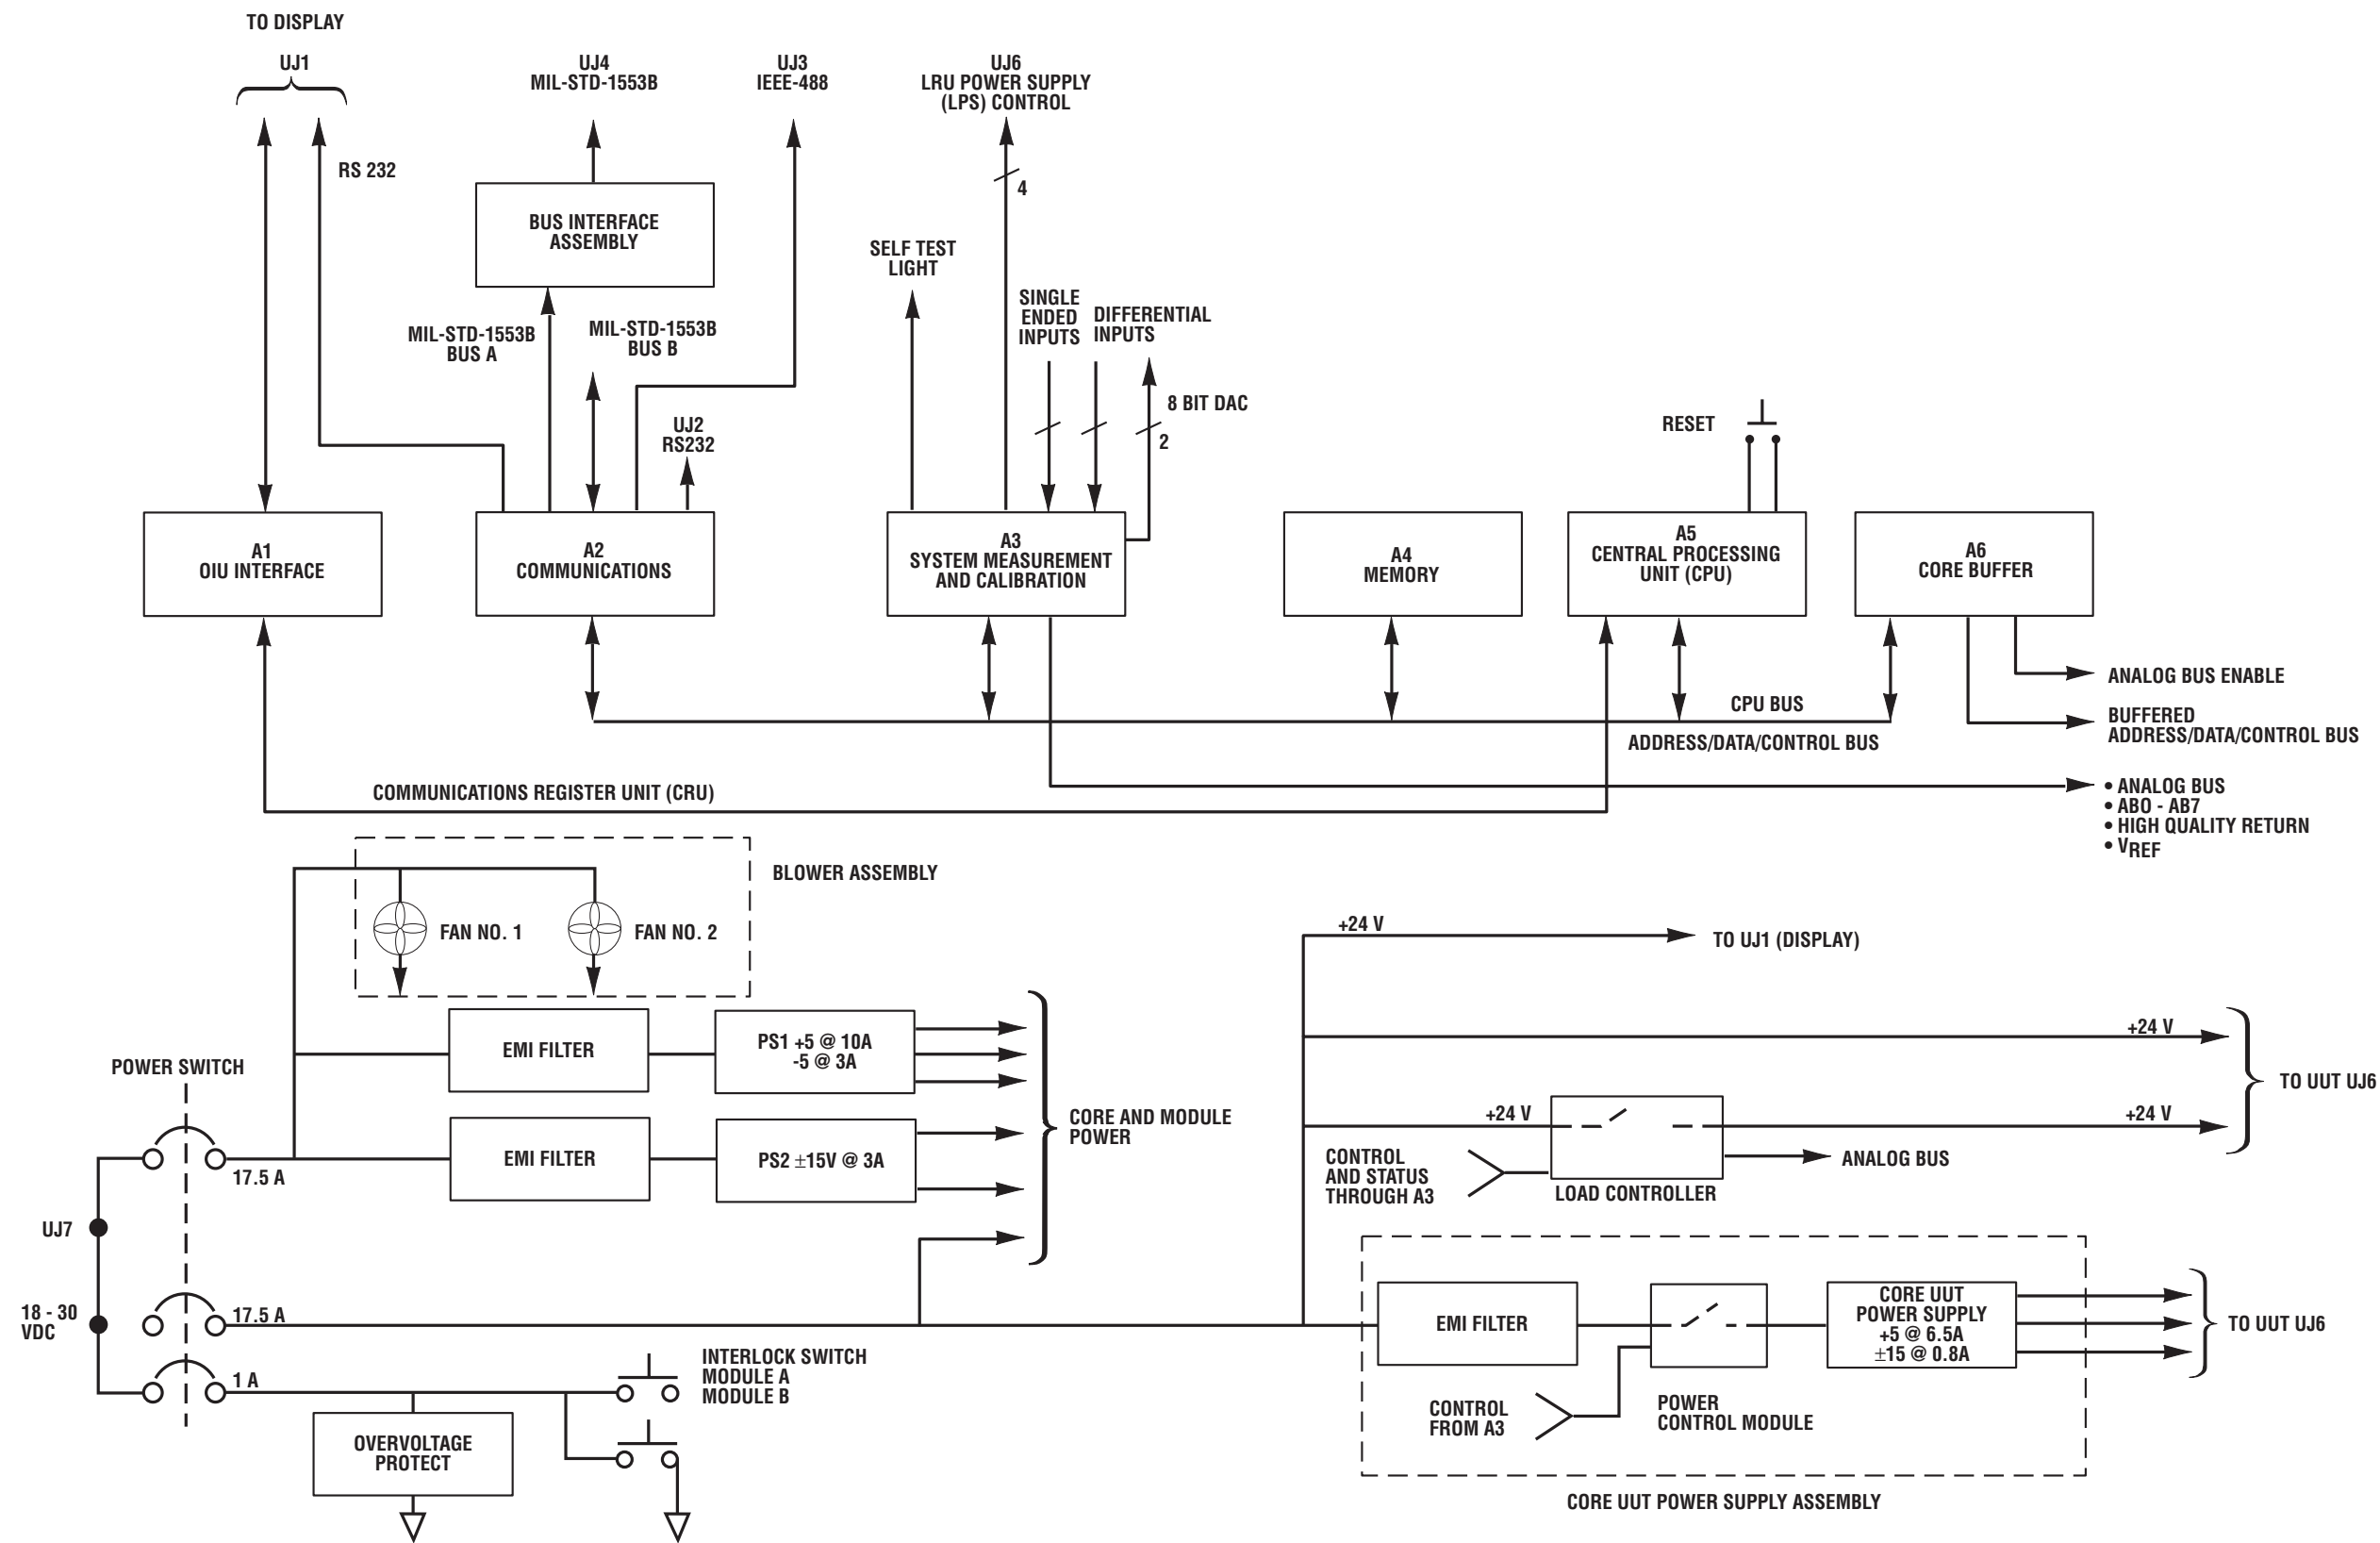 TO DISPLAY
UJ1
UJ4
MIL-STD-1553B
UJ3
IEEE-488
UJ6
LRU POWER SUPPLY
(LPS) CONTROL
RS 232
4
BUS INTERFACE
ASSEMBLY
SELF TEST
LIGHT
SINGLE
ENDED
INPUTS
DIFFERENTIAL
INPUTS
MIL-STD-1553B
BUS A
MIL-STD-1553B
BUS B
8 BIT DAC
2
UJ2
RS232
RESET
A1
OIU INTERFACE
A2
COMMUNICATIONS
A3
SYSTEM MEASUREMENT
AND CALIBRATION
A4
MEMORY
A5
CENTRAL PROCESSING
UNIT (CPU)
A6
CORE BUFFER
ANALOG BUS ENABLE
CPU BUS
BUFFERED
ADDRESS/DATA/CONTROL BUS
ADDRESS/DATA/CONTROL BUS
COMMUNICATIONS REGISTER UNIT (CRU)
• ANALOG BUS
• ABO - AB7
• HIGH QUALITY RETURN
• VREF
BLOWER ASSEMBLY
FAN NO. 1
FAN NO. 2
+24 V
TO UJ1 (DISPLAY)
POWER SWITCH
EMI FILTER
PS1 +5 @ 10A
-5 @ 3A
+24 V
TO UUT UJ6
CORE AND MODULE
POWER
+24 V
+24 V
EMI FILTER
PS2 ±15V @ 3A
17.5 A
CONTROL
AND STATUS
THROUGH A3
ANALOG BUS
LOAD CONTROLLER
UJ7
18 - 30
VDC
17.5 A
EMI FILTER
CORE UUT
POWER SUPPLY
+5 @ 6.5A
±15 @ 0.8A
TO UUT UJ6
1 A
INTERLOCK SWITCH
MODULE A
MODULE B
CONTROL
FROM A3
POWER
CONTROL MODULE
OVERVOLTAGE
PROTECT
CORE UUT POWER SUPPLY ASSEMBLY